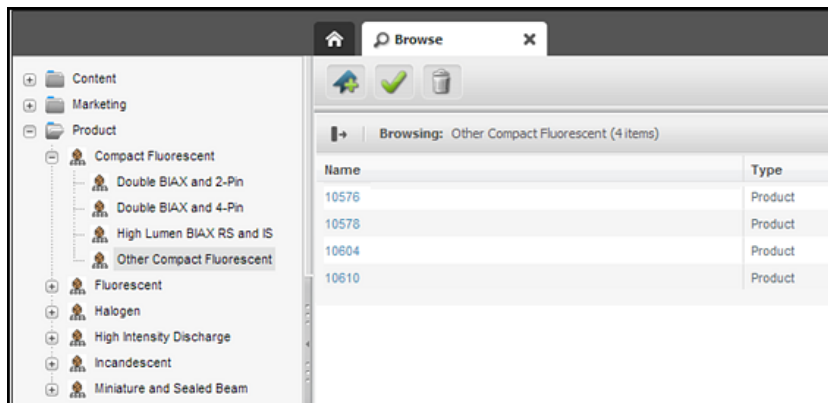 Browse
Content
Marketing
Product
Compact Fluorescent
Double BIAX and 2-Pin
Double BIAX and 4-Pin
High Lumen BIAX RS and IS
Other Compact Fluorescent
Fluorescent
Halogen
High Intensity Discharge
Incandescent
Miniature and Sealed Beam
Browsing: Other Compact Fluorescent (4 items)
Name Type
10576 Product
10578 Product
10604 Product
10610 Product